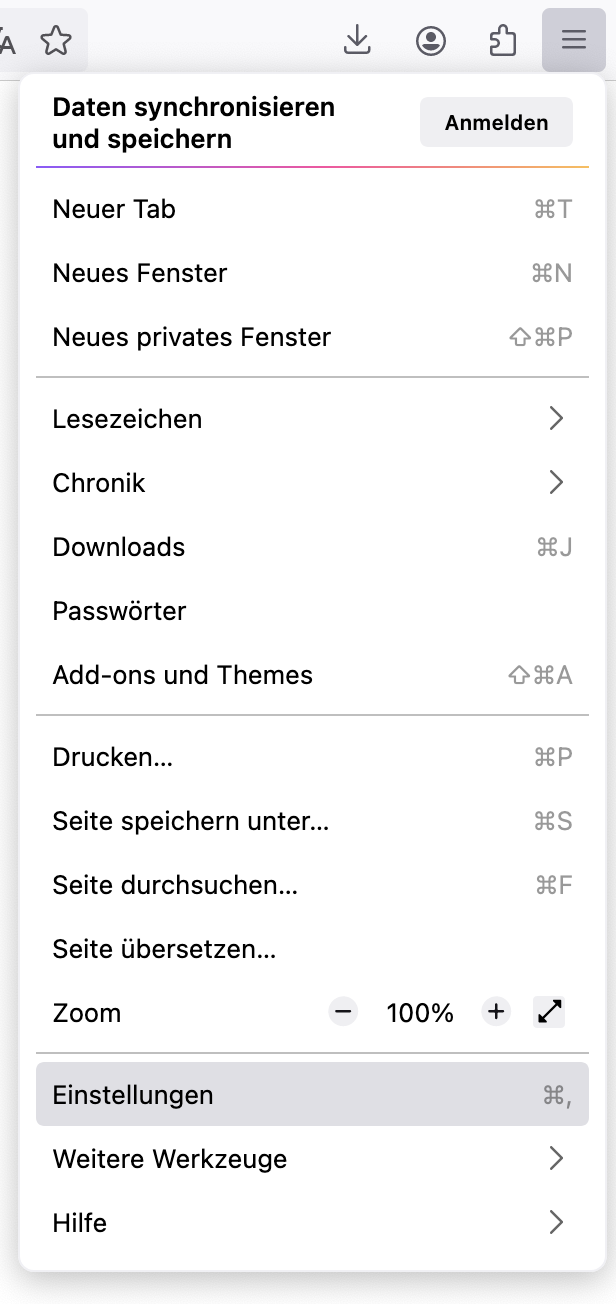 A
Daten synchronisieren
und speichern
Anmelden
Neuer Tab ⌘T
Neues Fenster ⌘N
Neues privates Fenster ⇧⌘P
Lesezeichen
Chronik
Downloads ⌘J
Passwörter
Add-ons und Themes ⇧⌘A
Drucken... ⌘P
Seite speichern unter... ⌘S
Seite durchsuchen... ⌘F
Seite übersetzen...
Zoom − 100% +
Einstellungen ⌘,
Weitere Werkzeuge
Hilfe